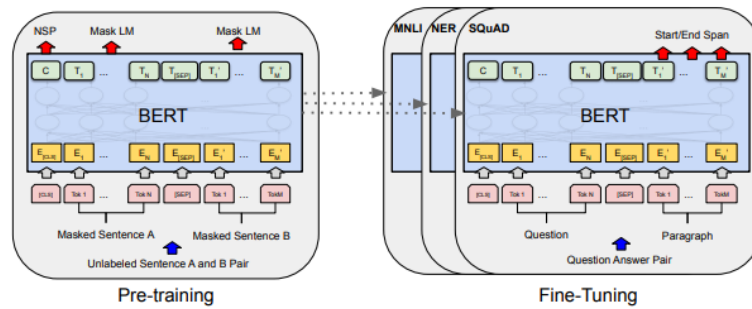 NSP Mask LM Mask LM
C T1 ... TN T[SEP] T1' ... TM'
BERT
E[CLS] E1 ... EN E[SEP] E1' ... EM'
[CLS] Tok 1 ... Tok N [SEP] Tok 1 ... TokM
Masked Sentence A Masked Sentence B
Unlabeled Sentence A and B Pair
Pre-training
MNLI NER SQuAD
Start/End Span
C T1 ... TN T[SEP] T1' ... TM'
BERT
E[CLS] E1 ... EN E[SEP] E1' ... EM'
[CLS] Tok 1 ... Tok N [SEP] Tok 1 ... TokM
Question Paragraph
Question Answer Pair
Fine-Tuning